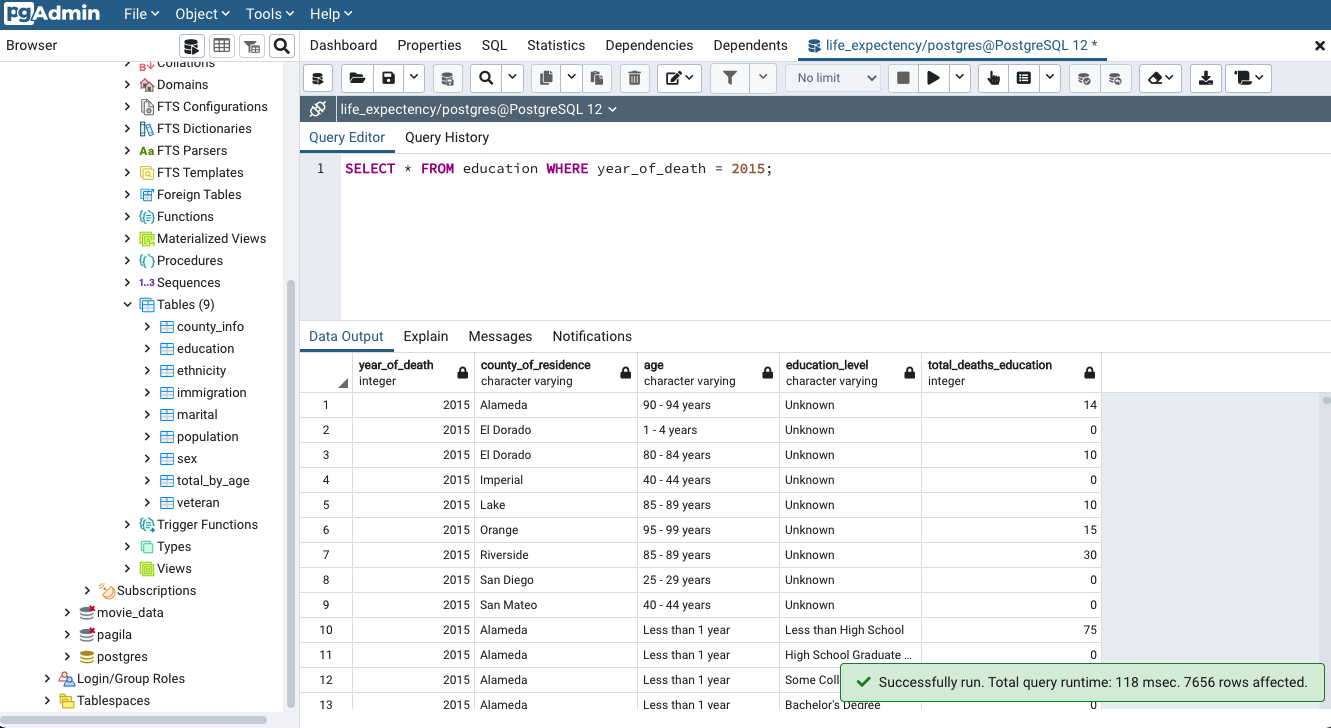 pgAdmin File Object Tools Help
Browser
Dashboard Properties SQL Statistics Dependencies Dependents life_expectency/postgres@PostgreSQL 12 *
No limit
life_expectency/postgres@PostgreSQL 12
Query Editor Query History
1 SELECT * FROM education WHERE year_of_death = 2015;
Collations
Domains
FTS Configurations
FTS Dictionaries
Aa FTS Parsers
FTS Templates
Foreign Tables
Functions
Materialized Views
Procedures
1..3 Sequences
Tables (9)
county_info
education
ethnicity
immigration
marital
population
sex
total_by_age
veteran
Trigger Functions
Types
Views
Subscriptions
movie_data
pagila
postgres
Login/Group Roles
Tablespaces
Data Output Explain Messages Notifications
year_of_death county_of_residence age education_level total_deaths_education
integer character varying character varying character varying integer
1 2015 Alameda 90 - 94 years Unknown 14
2 2015 El Dorado 1 - 4 years Unknown 0
3 2015 El Dorado 80 - 84 years Unknown 10
4 2015 Imperial 40 - 44 years Unknown 0
5 2015 Lake 85 - 89 years Unknown 10
6 2015 Orange 95 - 99 years Unknown 15
7 2015 Riverside 85 - 89 years Unknown 30
8 2015 San Diego 25 - 29 years Unknown 0
9 2015 San Mateo 40 - 44 years Unknown 0
10 2015 Alameda Less than 1 year Less than High School 75
11 2015 Alameda Less than 1 year High School Graduate ... 0
12 2015 Alameda Less than 1 year Some Coll
13 2015 Alameda Less than 1 year Bachelor's Degree 0
Successfully run. Total query runtime: 118 msec. 7656 rows affected.